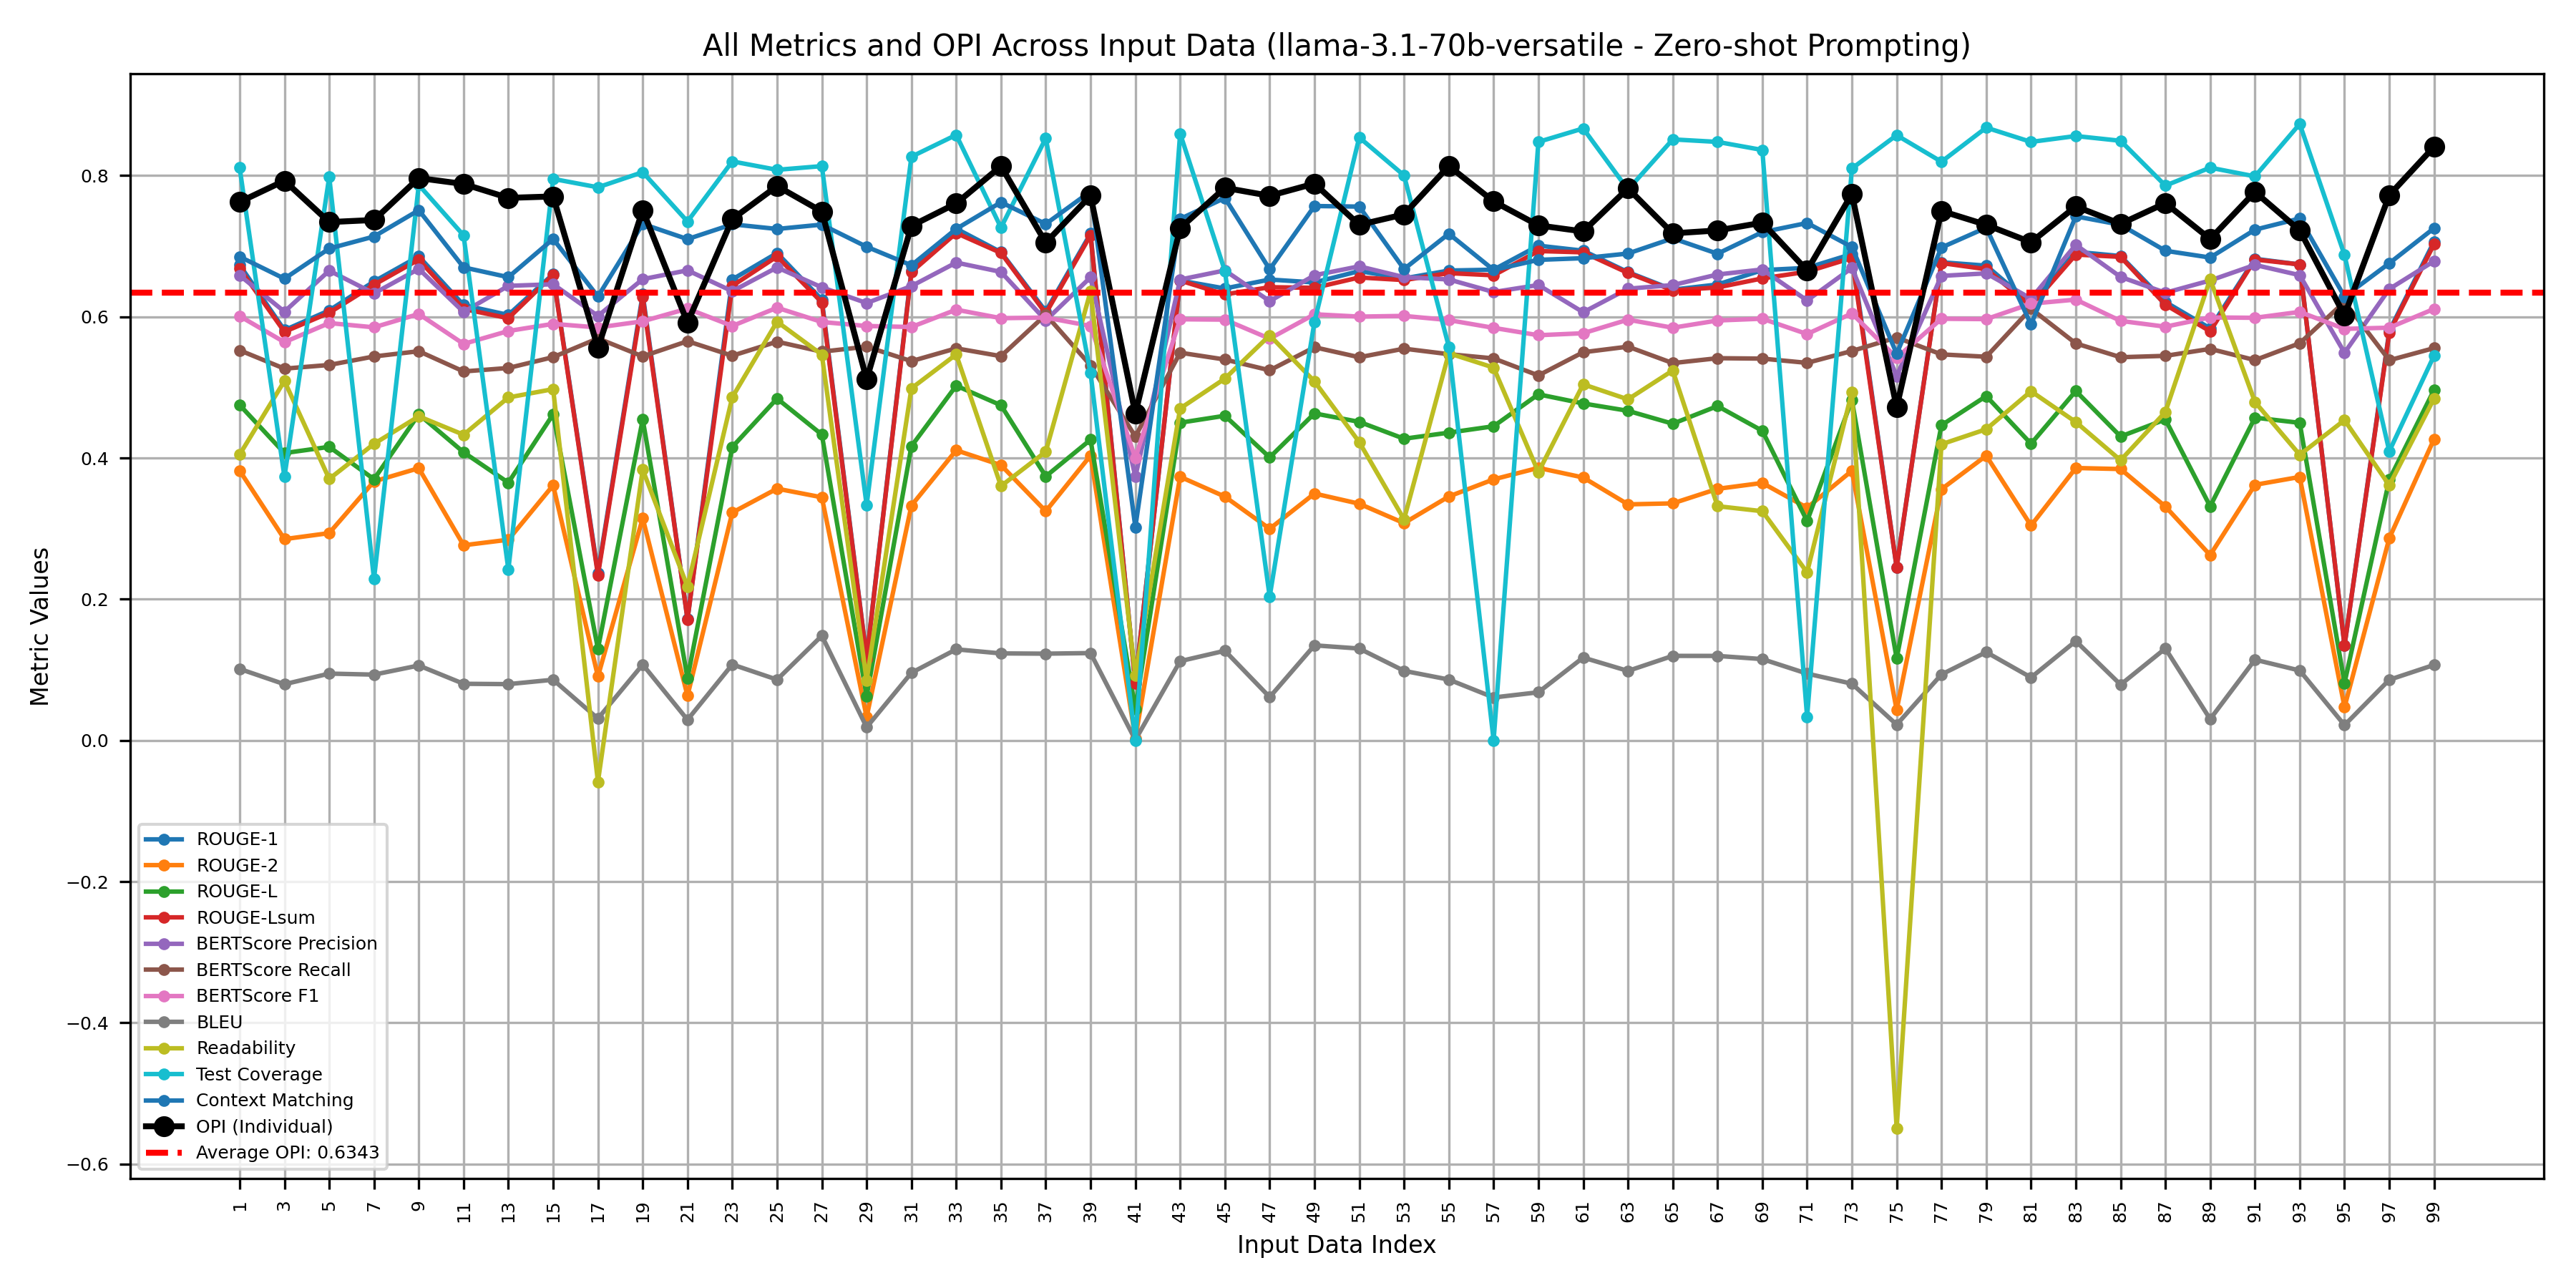 All Metrics and OPI Across Input Data (llama-3.1-70b-versatile - Zero-shot Prompting)
Metric Values
0.8
0.6
0.4
0.2
0.0
−0.2
−0.4
−0.6
ROUGE-1
ROUGE-2
ROUGE-L
ROUGE-Lsum
BERTScore Precision
BERTScore Recall
BERTScore F1
BLEU
Readability
Test Coverage
Context Matching
OPI (Individual)
Average OPI: 0.6343
1 3 5 7 9 11 13 15 17 19 21 23 25 27 29 31 33 35 37 39 41 43 45 47 49 51 53 55 57 59 61 63 65 67 69 71 73 75 77 79 81 83 85 87 89 91 93 95 97 99
Input Data Index